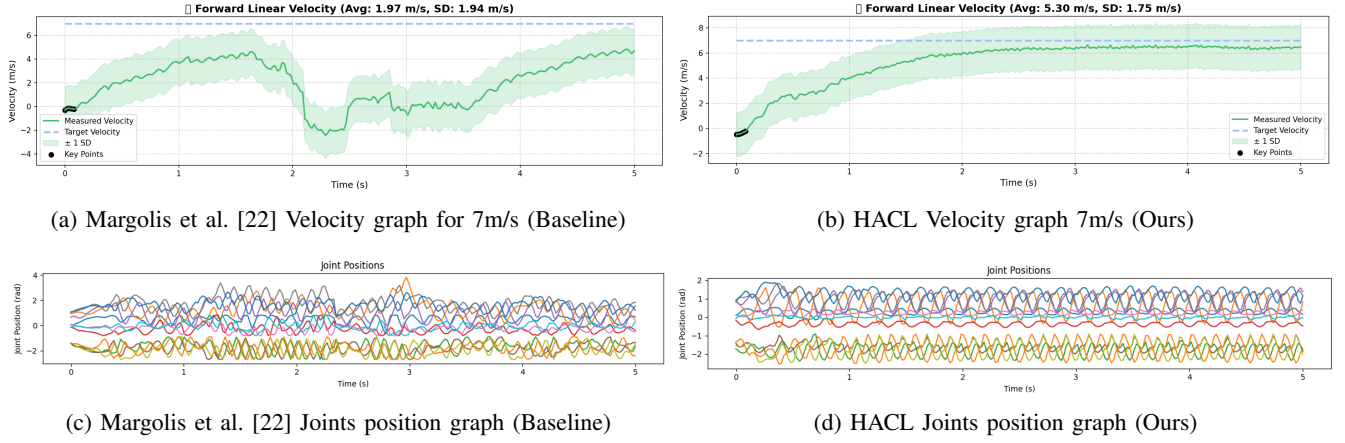 ▯ Forward Linear Velocity (Avg: 1.97 m/s, SD: 1.94 m/s)
Velocity (m/s)
6
4
2
0
−2
−4
Measured Velocity
Target Velocity
± 1 SD
Key Points
0 1 2 3 4 5
Time (s)
(a) Margolis et al. [22] Velocity graph for 7m/s (Baseline)
▯ Forward Linear Velocity (Avg: 5.30 m/s, SD: 1.75 m/s)
Velocity (m/s)
8
6
4
2
0
−2
Measured Velocity
Target Velocity
± 1 SD
Key Points
0 1 2 3 4 5
Time (s)
(b) HACL Velocity graph 7m/s (Ours)
Joint Positions
Joint Position (rad)
4
2
0
−2
0 1 2 3 4 5
Time (s)
(c) Margolis et al. [22] Joints position graph (Baseline)
Joint Positions
Joint Position (rad)
2
1
0
−1
−2
0 1 2 3 4 5
Time (s)
(d) HACL Joints position graph (Ours)